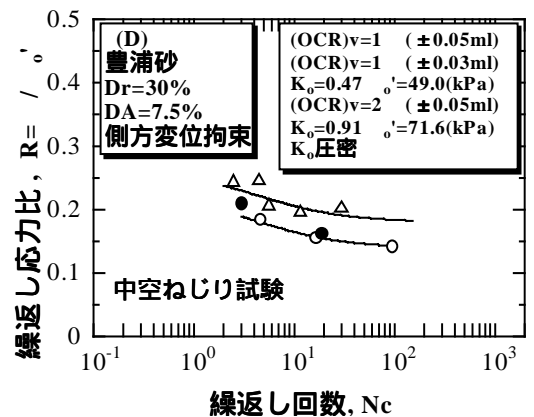 (D)
豊浦砂
Dr=30%
DA=7.5%
側方変位拘束
(OCR)v=1 (±0.05ml)
(OCR)v=1 (±0.03ml)
Ko=0.47 o'=49.0(kPa)
(OCR)v=2 (±0.05ml)
Ko=0.91 o'=71.6(kPa)
Ko圧密
中空ねじり試験
繰返し応力比, R= / o'
0.5
0.4
0.3
0.2
0.1
0
10-1
100
101
102
103
繰返し回数, Nc